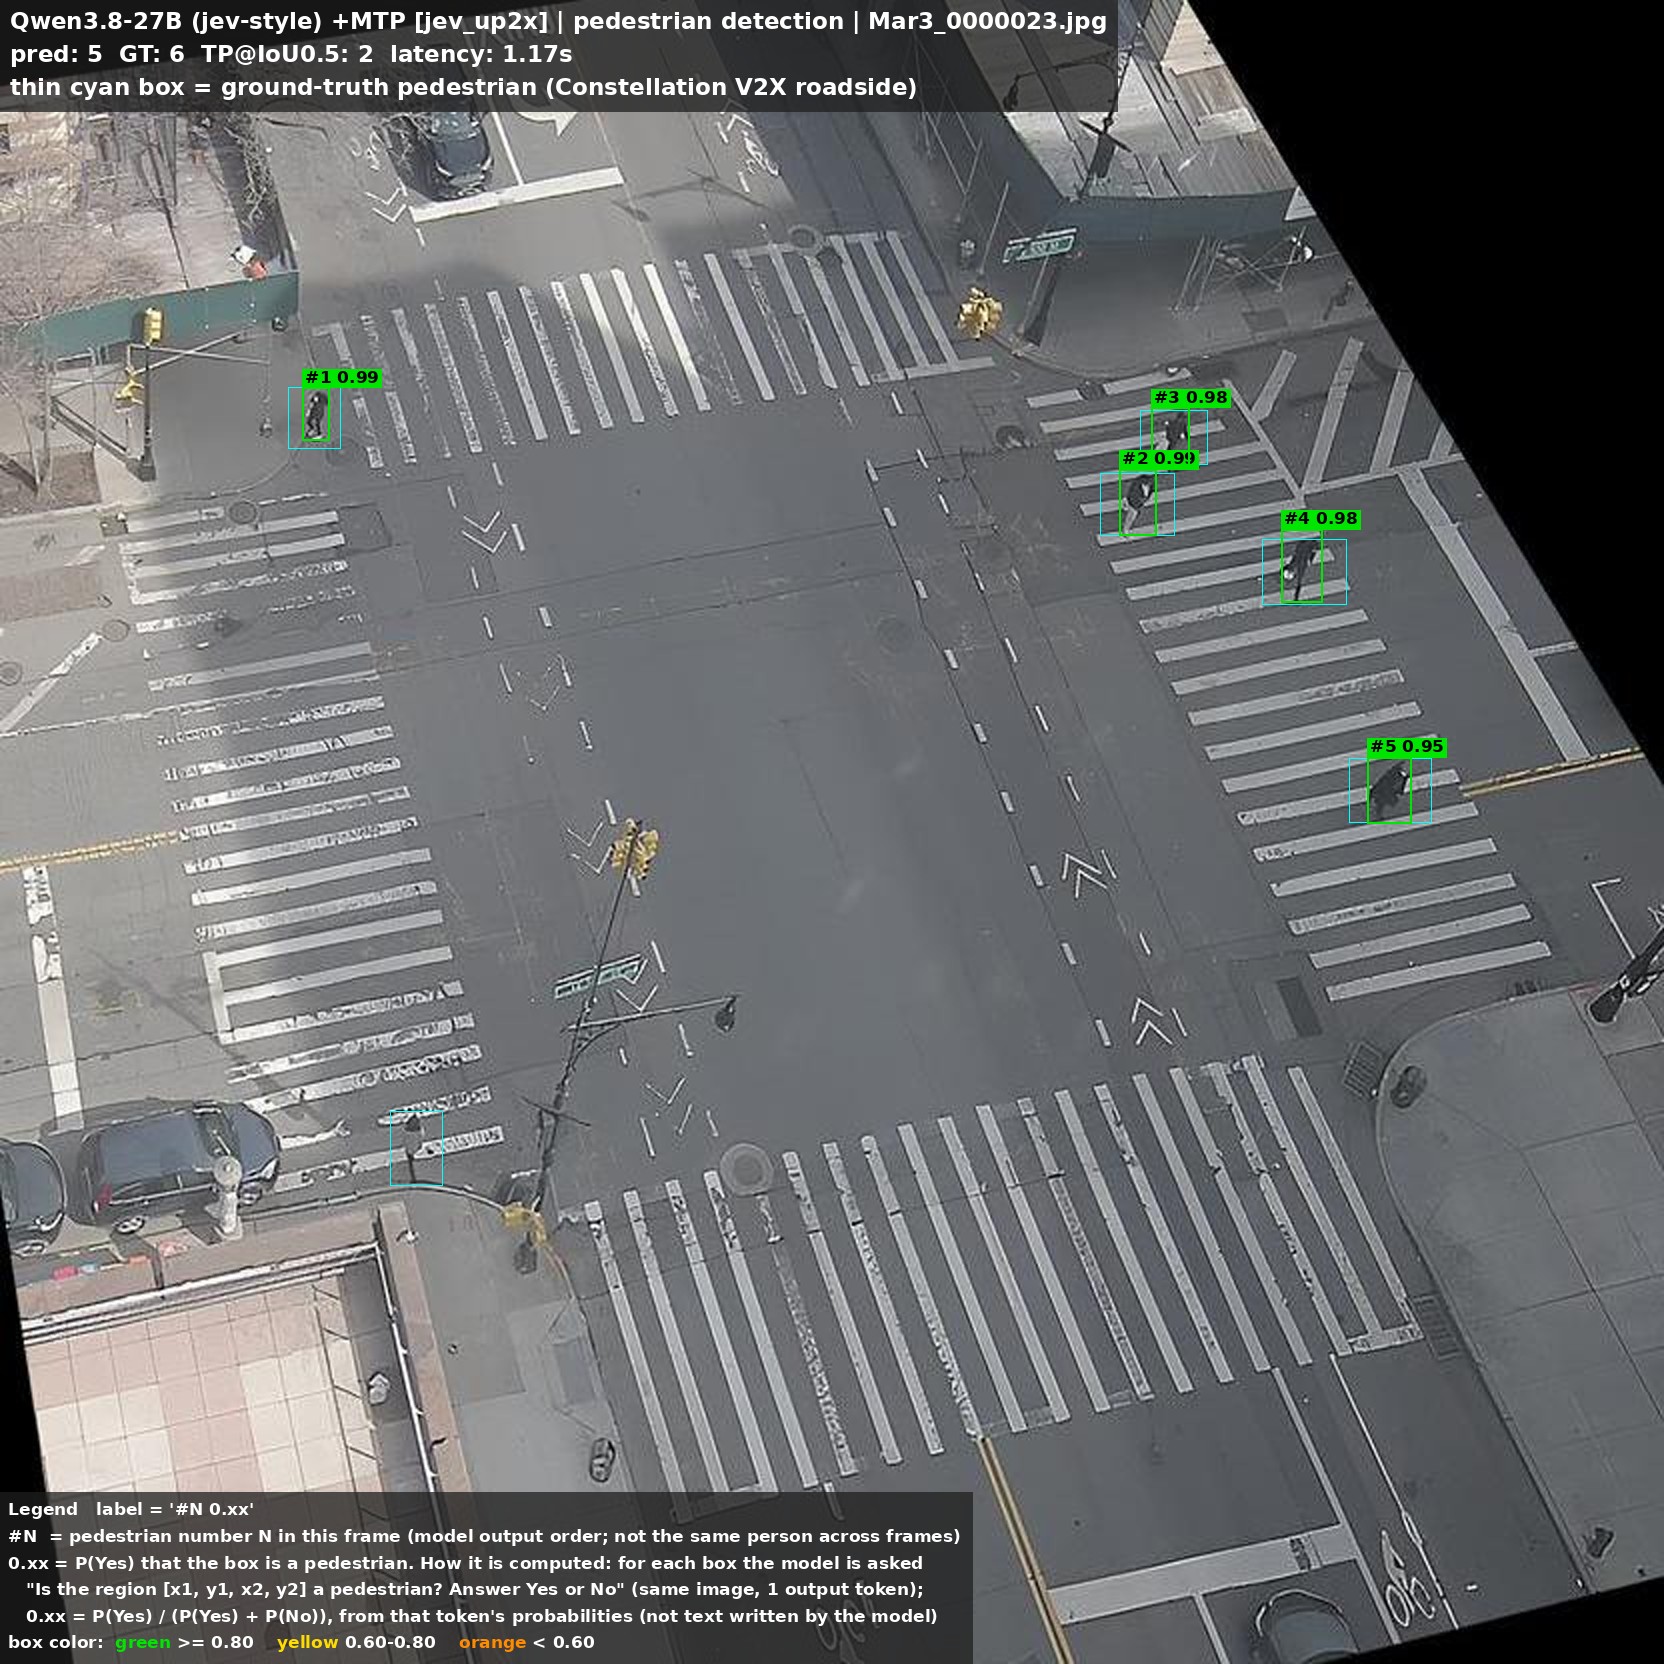 Qwen3.8-27B (jev-style) +MTP [jev_up2x] | pedestrian detection | Mar3_0000023.jpg
pred: 5  GT: 6  TP@IoU0.5: 2  latency: 1.17s
thin cyan box = ground-truth pedestrian (Constellation V2X roadside)
#1 0.99
#3 0.98
#2 0.99
#4 0.98
#5 0.95
Legend   label = '#N 0.xx'
#N  = pedestrian number N in this frame (model output order; not the same person across frames)
0.xx = P(Yes) that the box is a pedestrian. How it is computed: for each box the model is asked
"Is the region [x1, y1, x2, y2] a pedestrian? Answer Yes or No" (same image, 1 output token);
0.xx = P(Yes) / (P(Yes) + P(No)), from that token's probabilities (not text written by the model)
box color:  green >= 0.80   yellow 0.60-0.80   orange < 0.60